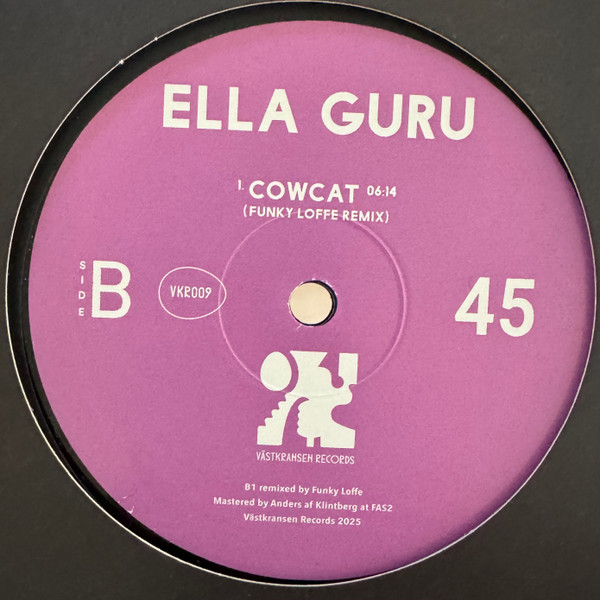 ELLA GURU
1. COWCAT 06:14
(FUNKY LOFFE REMIX)
SIDE B
VKR009
45
VÄSTKRANSEN RECORDS
B1 remixed by Funky Loffe
Mastered by Anders af Klintberg at FAS2
Västkransen Records 2025